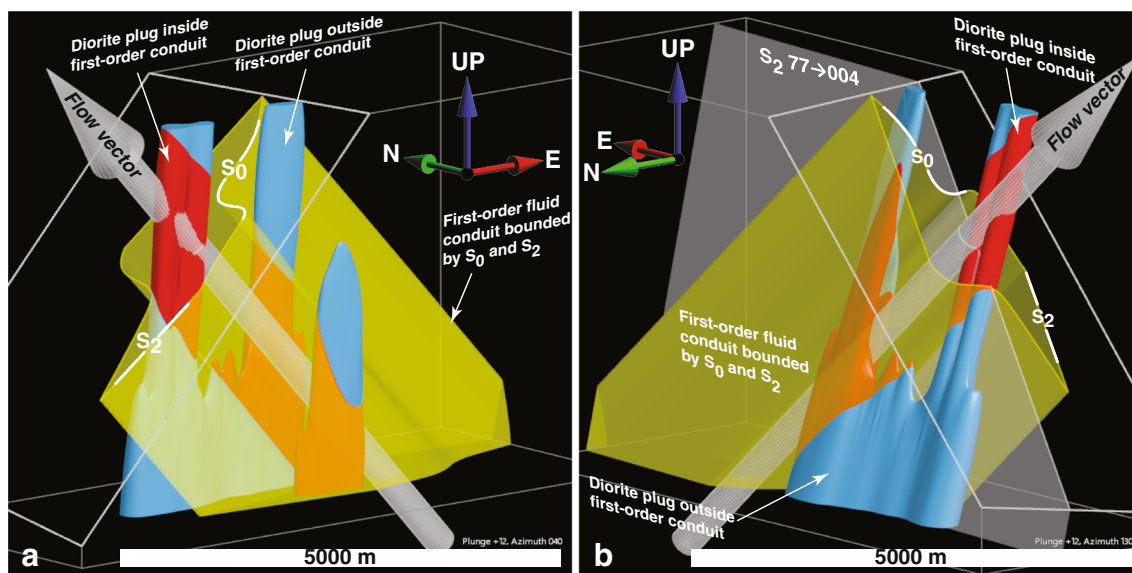 Diorite plug inside
first-order conduit
Diorite plug outside
first-order conduit
UP
N
E
Flow vector
S0
First-order fluid
conduit bounded
by S0 and S2
S2
Plunge +12, Azimuth 040
a
5000 m
S2 77→004
Diorite plug inside
first-order conduit
UP
E
N
Flow vector
S0
S2
First-order fluid
conduit bounded
by S0 and S2
Diorite plug outside
first-order conduit
Plunge +12, Azimuth 130
b
5000 m